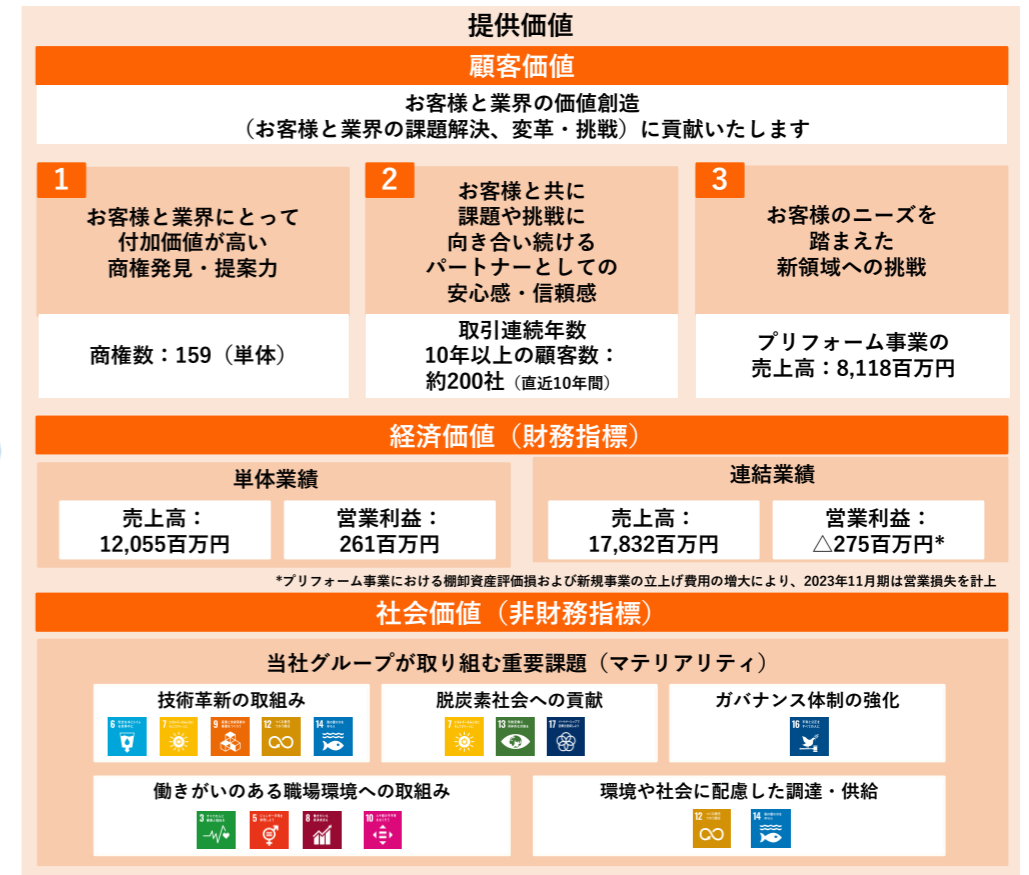 提供価値
顧客価値
お客様と業界の価値創造
（お客様と業界の課題解決、変革・挑戦）に貢献いたします
1
お客様と業界にとって
付加価値が高い
商権発見・提案力
商権数：159（単体）
2
お客様と共に
課題や挑戦に
向き合い続ける
パートナーとしての
安心感・信頼感
取引連続年数
10年以上の顧客数：
約200社（直近10年間）
3
お客様のニーズを
踏まえた
新領域への挑戦
プリフォーム事業の
売上高：8,118百万円
経済価値（財務指標）
単体業績
売上高：
12,055百万円
営業利益：
261百万円
連結業績
売上高：
17,832百万円
営業利益：
△275百万円*
*プリフォーム事業における棚卸資産評価損および新規事業の立上げ費用の増大により、2023年11月期は営業損失を計上
社会価値（非財務指標）
当社グループが取り組む重要課題（マテリアリティ）
技術革新の取組み
6
7
9
12
14
脱炭素社会への貢献
7
13
17
ガバナンス体制の強化
16
働きがいのある職場環境への取組み
3
5
8
10
環境や社会に配慮した調達・供給
12
14